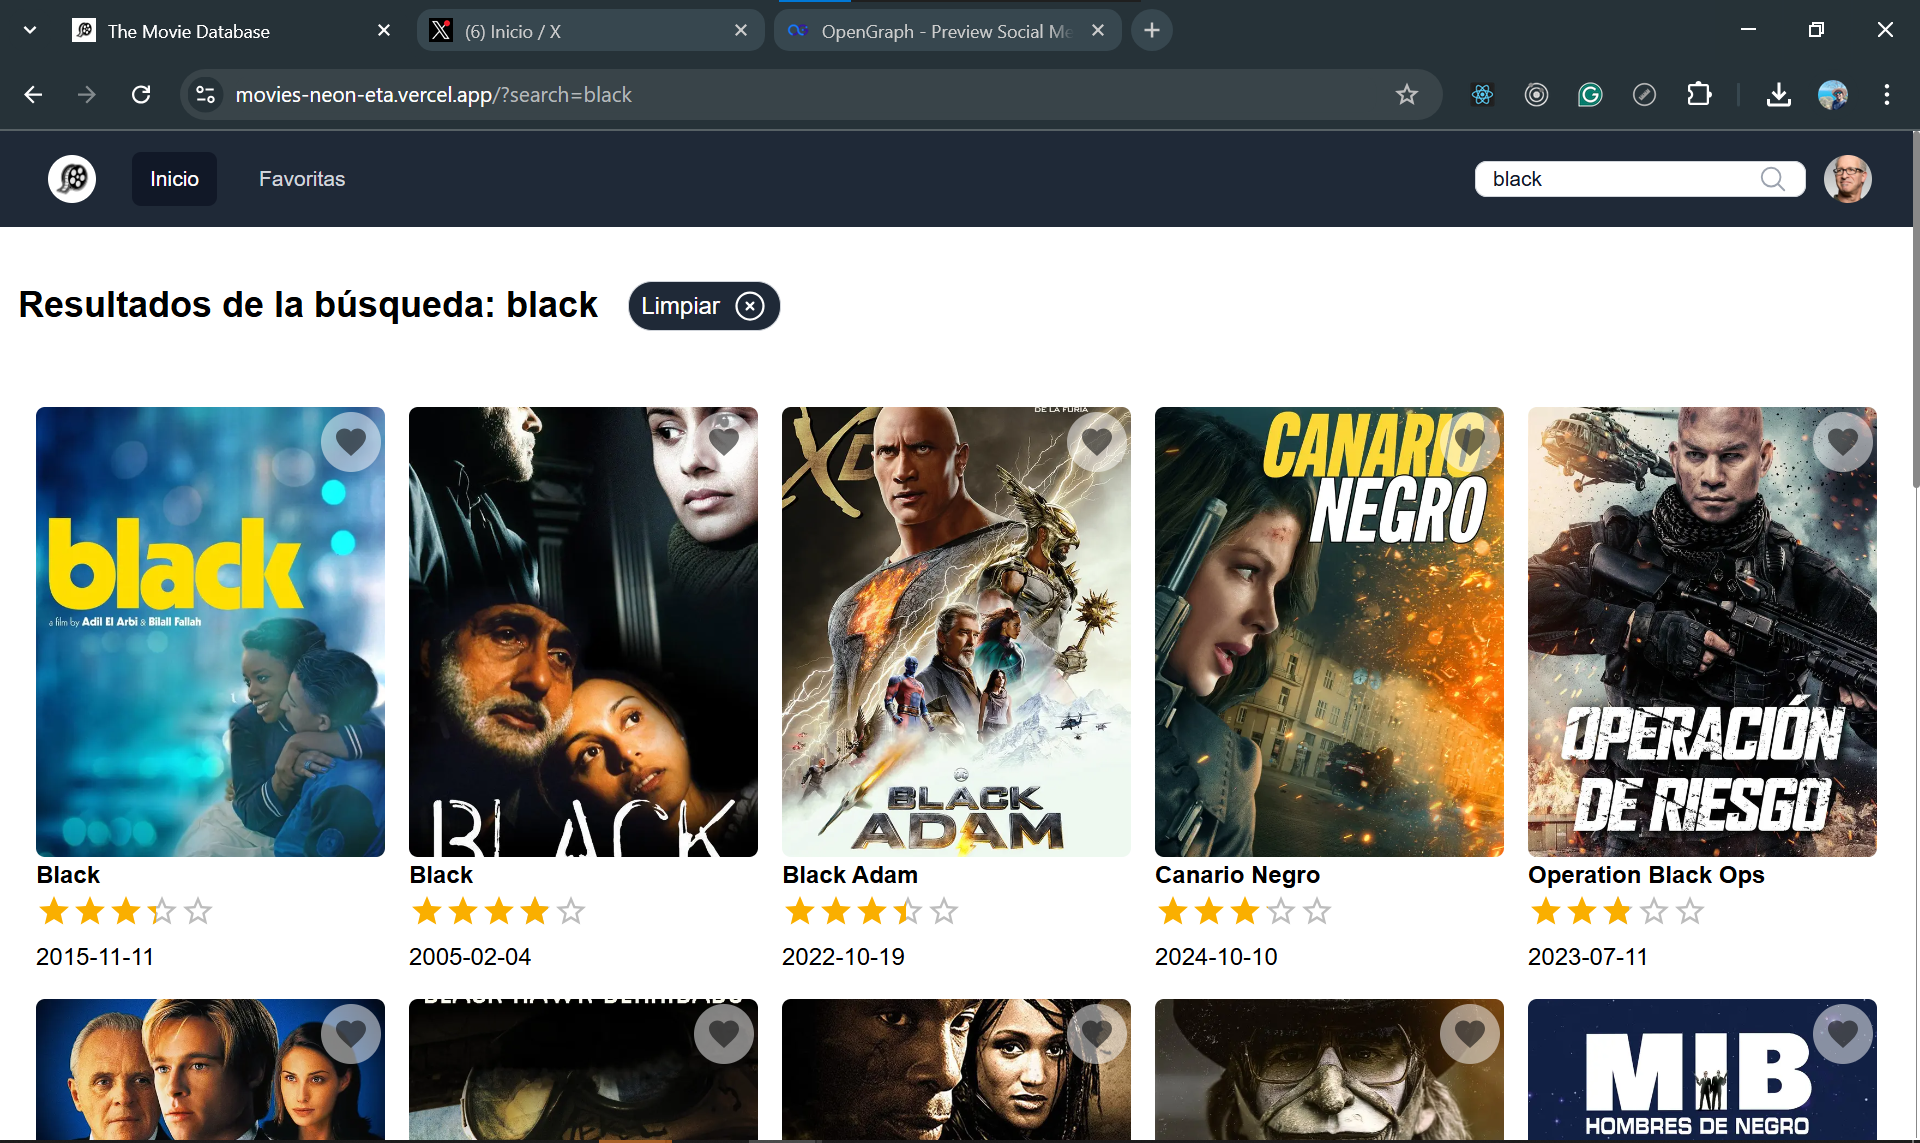 The Movie Database
(6) Inicio / X
OpenGraph - Preview Social Me
movies-neon-eta.vercel.app/?search=black
Inicio
Favoritas
black
Resultados de la búsqueda: black
Limpiar
black
a film by Adil El Arbi & Bilall Fallah
BLACK
DE LA FURIA
BLACK
ADAM
CANARIO
NEGRO
OPERACIÓN
DE RIESGO
Black
Black
Black Adam
Canario Negro
Operation Black Ops
2015-11-11
2005-02-04
2022-10-19
2024-10-10
2023-07-11
BLACK HAWK DERRIBADO
MIB
HOMBRES DE NEGRO